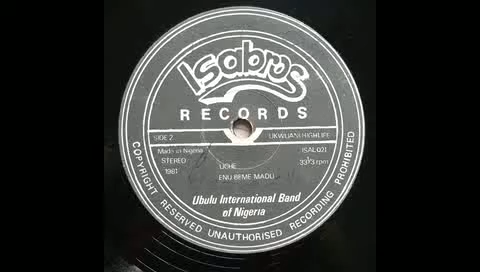 Isabros
RECORDS
SIDE 2 UKWUANI HIGHLIFE
Made in Nigeria ISAL 021
STEREO UCHE 33⅓ rpm
1981 ENU BEME MADU
Ubulu International Band
of Nigeria
COPYRIGHT RESERVED UNAUTHORISED RECORDING PROHIBITED